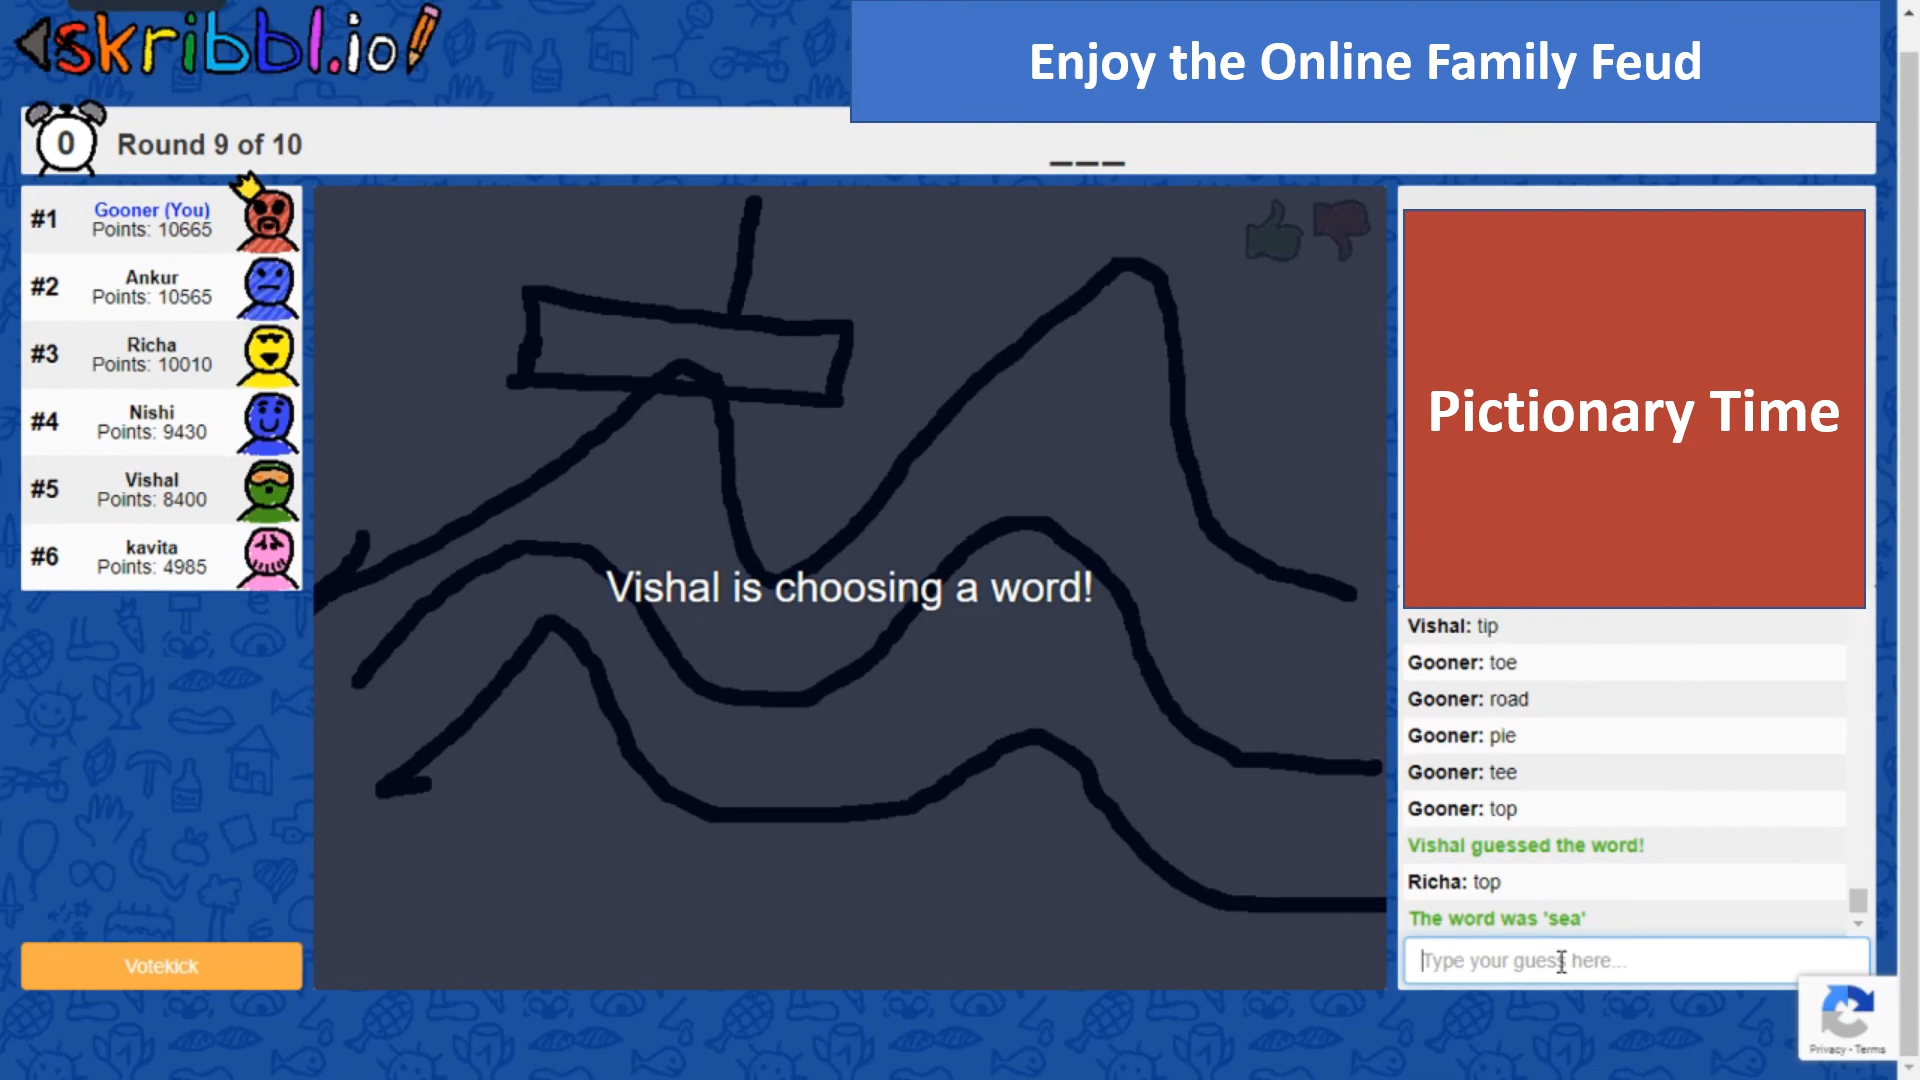 skribbl.io
Enjoy the Online Family Feud
0
Round 9 of 10
___
#1
Gooner (You)
Points: 10665
#2
Ankur
Points: 10565
#3
Richa
Points: 10010
#4
Nishi
Points: 9430
#5
Vishal
Points: 8400
#6
kavita
Points: 4985
Votekick
Vishal is choosing a word!
Pictionary Time
Vishal: tip
Gooner: toe
Gooner: road
Gooner: pie
Gooner: tee
Gooner: top
Vishal guessed the word!
Richa: top
The word was 'sea'
Type your guess here...
Privacy - Terms